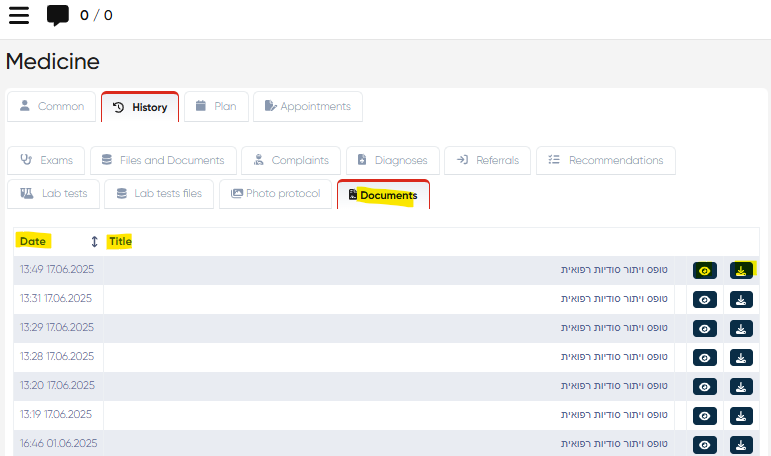 0 / 0
Medicine
Common History Plan Appointments
Exams Files and Documents Complaints Diagnoses Referrals Recommendations
Lab tests Lab tests files Photo protocol Documents
Date Title
13:49 17.06.2025 טופס ויתור סודיות רפואית
13:31 17.06.2025 טופס ויתור סודיות רפואית
13:29 17.06.2025 טופס ויתור סודיות רפואית
13:28 17.06.2025 טופס ויתור סודיות רפואית
13:20 17.06.2025 טופס ויתור סודיות רפואית
13:19 17.06.2025 טופס ויתור סודיות רפואית
16:46 01.06.2025 טופס ויתור סודיות רפואית